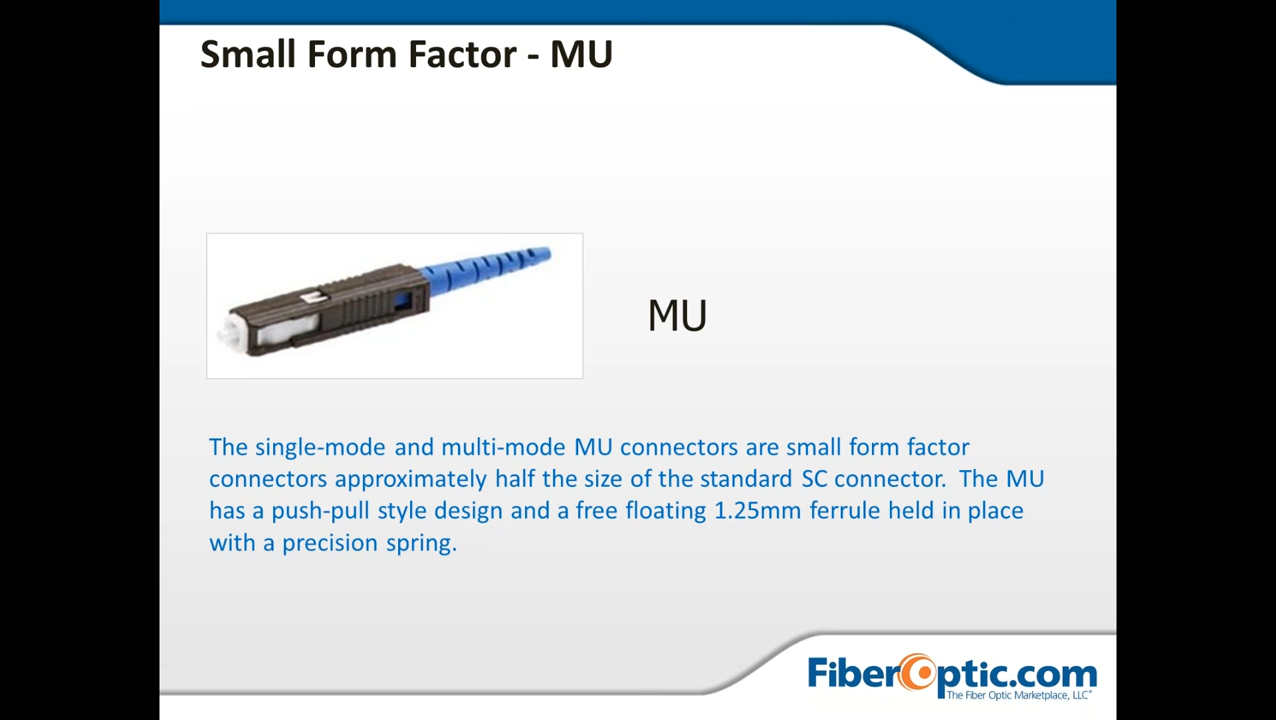 Small Form Factor - MU
MU
The single-mode and multi-mode MU connectors are small form factor
connectors approximately half the size of the standard SC connector.  The MU
has a push-pull style design and a free floating 1.25mm ferrule held in place
with a precision spring.
FiberOptic.com
The Fiber Optic Marketplace, LLC®